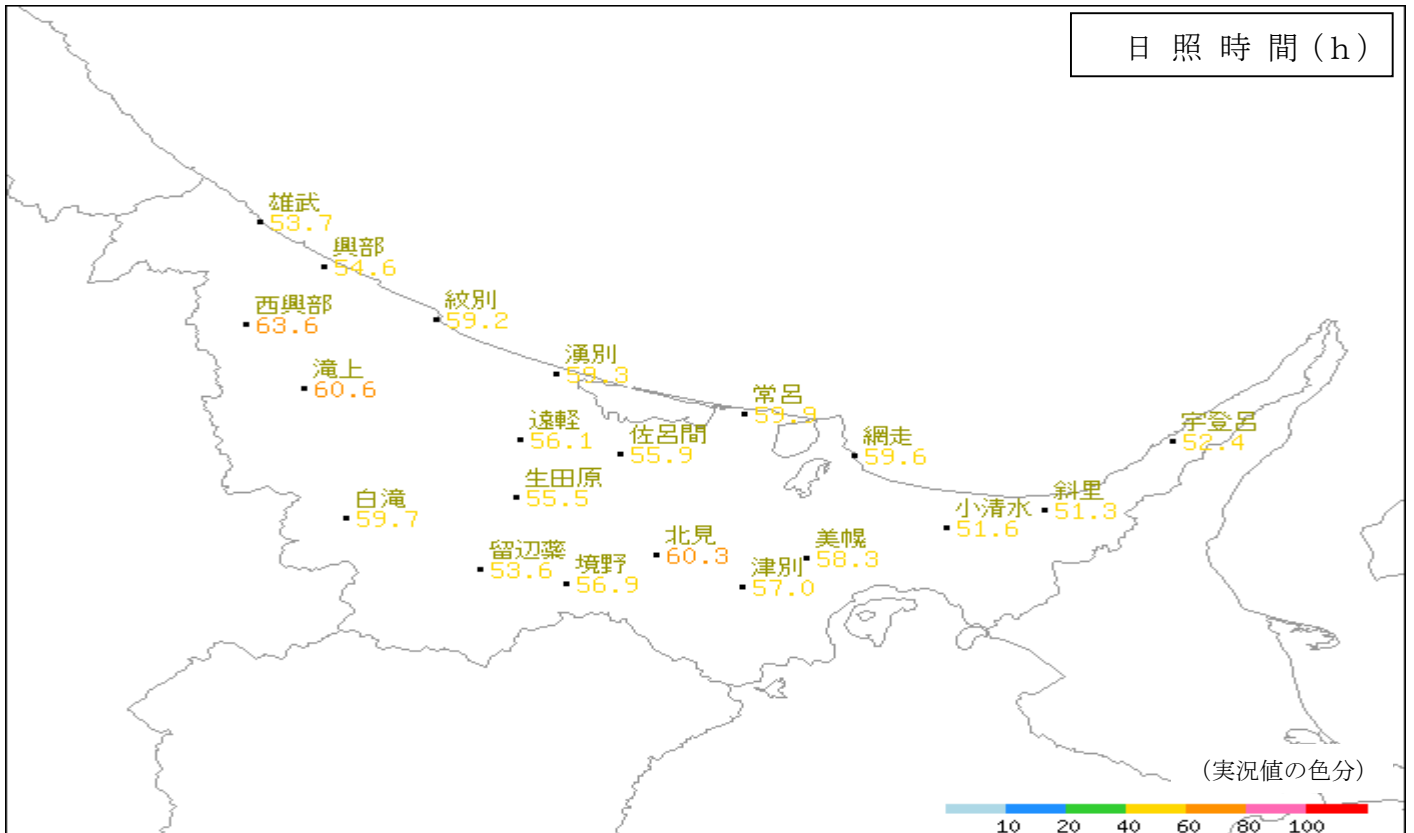 日 照 時 間 (ｈ)
雄武
53.7
興部
54.6
西興部
63.6
紋別
59.2
滝上
60.6
湧別
59.3
常呂
59.9
遠軽
56.1
佐呂間
55.9
網走
59.6
宇登呂
52.4
生田原
55.5
白滝
59.7
小清水
51.6
斜里
51.3
留辺蘂
53.6
境野
56.9
北見
60.3
津別
57.0
美幌
58.3
(実況値の色分)
10 20 40 60 80 100